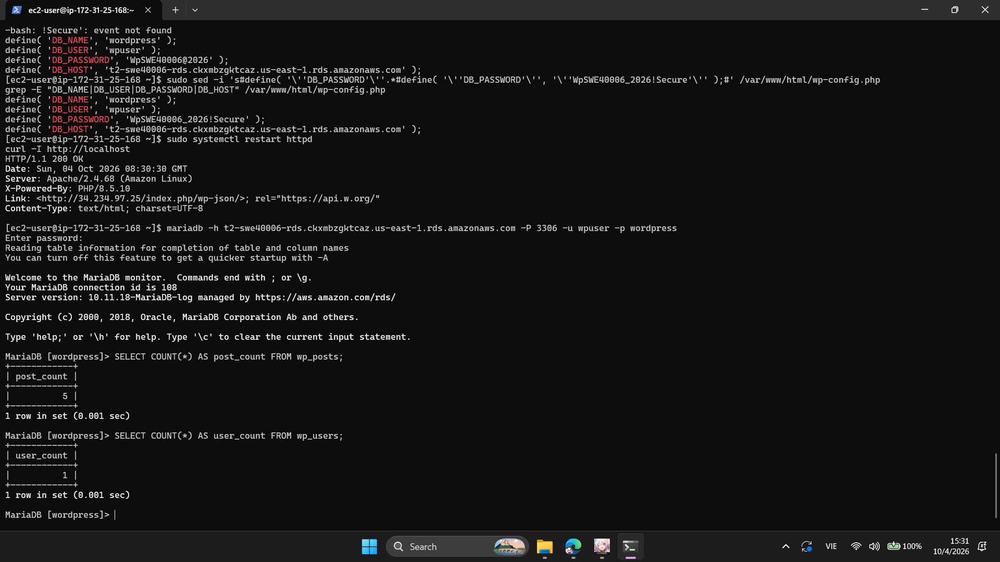 ec2-user@ip-172-31-25-168:~
-bash: !Secure': event not found
define( 'DB_NAME', 'wordpress' );
define( 'DB_USER', 'wpuser' );
define( 'DB_PASSWORD', 'WpSWE40006@2026' );
define( 'DB_HOST', 't2-swe40006-rds.ckxmbzgktcaz.us-east-1.rds.amazonaws.com' );
[ec2-user@ip-172-31-25-168 ~]$ sudo sed -i 's#define( '\''DB_PASSWORD'\''.*#define( '\''DB_PASSWORD'\'', '\''WpSWE40006_2026!Secure'\'' );#' /var/www/html/wp-config.php
grep -E "DB_NAME|DB_USER|DB_PASSWORD|DB_HOST" /var/www/html/wp-config.php
define( 'DB_NAME', 'wordpress' );
define( 'DB_USER', 'wpuser' );
define( 'DB_PASSWORD', 'WpSWE40006_2026!Secure' );
define( 'DB_HOST', 't2-swe40006-rds.ckxmbzgktcaz.us-east-1.rds.amazonaws.com' );
[ec2-user@ip-172-31-25-168 ~]$ sudo systemctl restart httpd
curl -I http://localhost
HTTP/1.1 200 OK
Date: Sun, 04 Oct 2026 08:30:30 GMT
Server: Apache/2.4.68 (Amazon Linux)
X-Powered-By: PHP/8.5.10
Link: <http://34.234.97.25/index.php/wp-json/>; rel="https://api.w.org/"
Content-Type: text/html; charset=UTF-8
[ec2-user@ip-172-31-25-168 ~]$ mariadb -h t2-swe40006-rds.ckxmbzgktcaz.us-east-1.rds.amazonaws.com -P 3306 -u wpuser -p wordpress
Enter password:
Reading table information for completion of table and column names
You can turn off this feature to get a quicker startup with -A
Welcome to the MariaDB monitor.  Commands end with ; or \g.
Your MariaDB connection id is 108
Server version: 10.11.18-MariaDB-log managed by https://aws.amazon.com/rds/
Copyright (c) 2000, 2018, Oracle, MariaDB Corporation Ab and others.
Type 'help;' or '\h' for help. Type '\c' to clear the current input statement.
MariaDB [wordpress]> SELECT COUNT(*) AS post_count FROM wp_posts;
+------------+
| post_count |
+------------+
|          5 |
+------------+
1 row in set (0.001 sec)
MariaDB [wordpress]> SELECT COUNT(*) AS user_count FROM wp_users;
+------------+
| user_count |
+------------+
|          1 |
+------------+
1 row in set (0.001 sec)
MariaDB [wordpress]>
Search
VIE
100%
15:31
10/4/2026